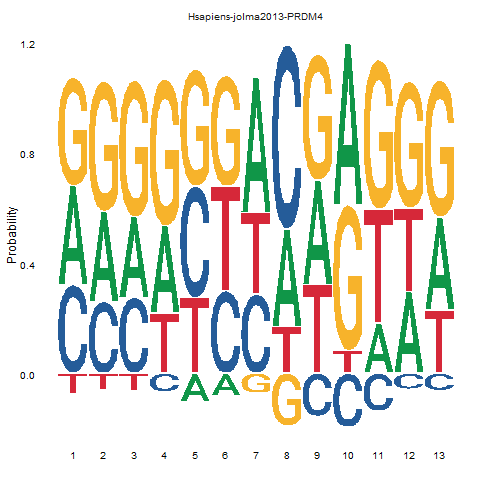 Hsapiens-jolma2013-PRDM4
1.2
0.8
0.4
0.0
Probability
G G G G G G A C G A G G G
A A A A C T T A A G T T A
C C C T T C C T T T A A T
T T T C A A G G C C C C C
1 2 3 4 5 6 7 8 9 10 11 12 13